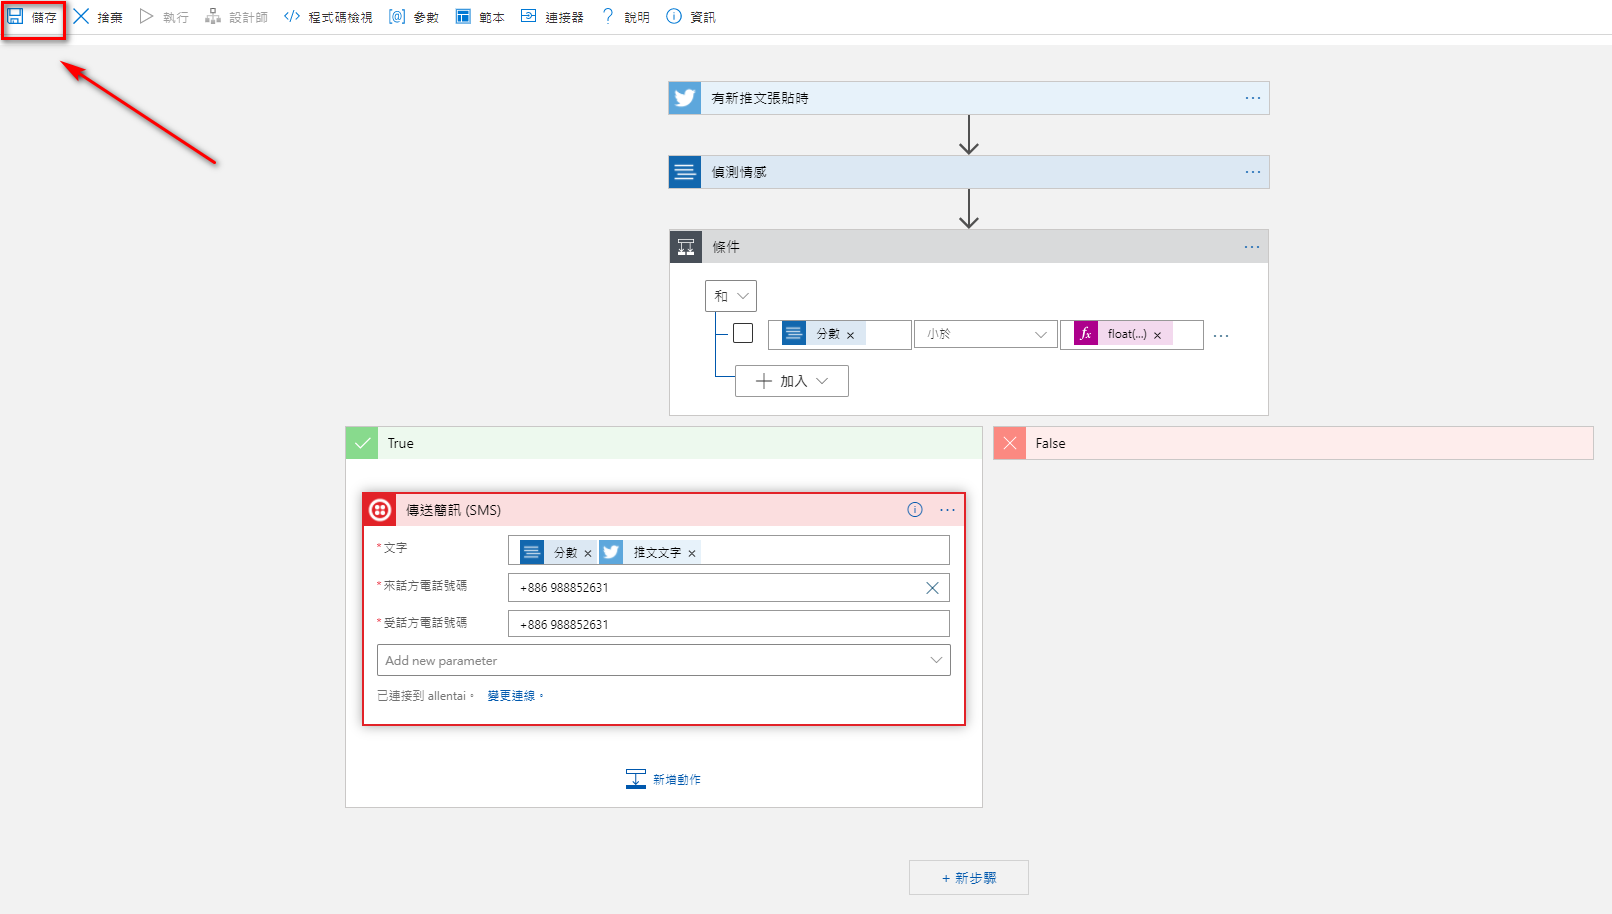 儲存 捨棄 執行 設計師 程式碼檢視 參數 範本 連接器 說明 資訊
有新推文張貼時
偵測情感
條件
和
分數 小於 float(...)
加入
True
False
傳送簡訊 (SMS)
*文字 分數 推文文字
*來話方電話號碼 +886 988852631
*受話方電話號碼 +886 988852631
Add new parameter
已連接到 allentai。 變更連線。
新增動作
+ 新步驟